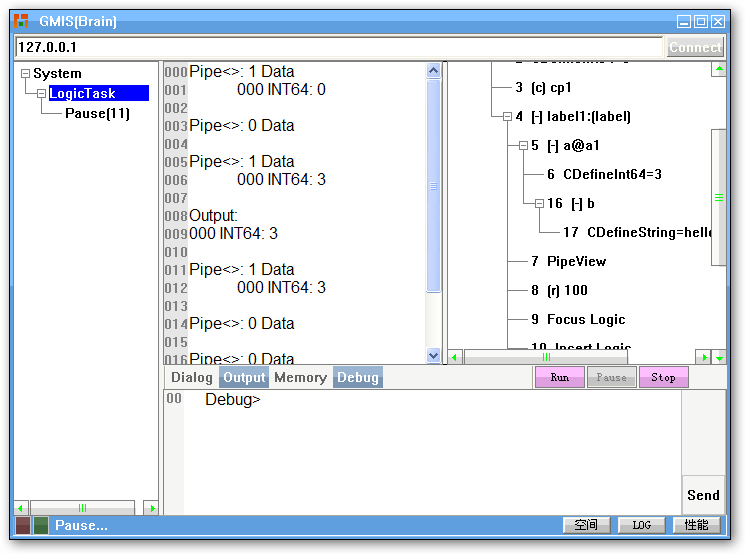 GMIS(Brain)
127.0.0.1
Connect
System
LogicTask
Pause(11)
000 Pipe<>: 1 Data
001 000 INT64: 0
002
003 Pipe<>: 0 Data
004
005 Pipe<>: 1 Data
006 000 INT64: 3
007
008 Output:
009 000 INT64: 3
010
011 Pipe<>: 1 Data
012 000 INT64: 3
013
014 Pipe<>: 0 Data
015
016 Pipe<>: 0 Data
3 (c) cp1
4 [-] label1:(label)
5 [-] a@a1
6 CDefineInt64=3
16 [-] b
17 CDefineString=hello
7 PipeView
8 (r) 100
9 Focus Logic
10 Insert Logic
Dialog Output Memory Debug
Run Pause Stop
00 Debug>
Send
Pause...
空间 LOG 性能